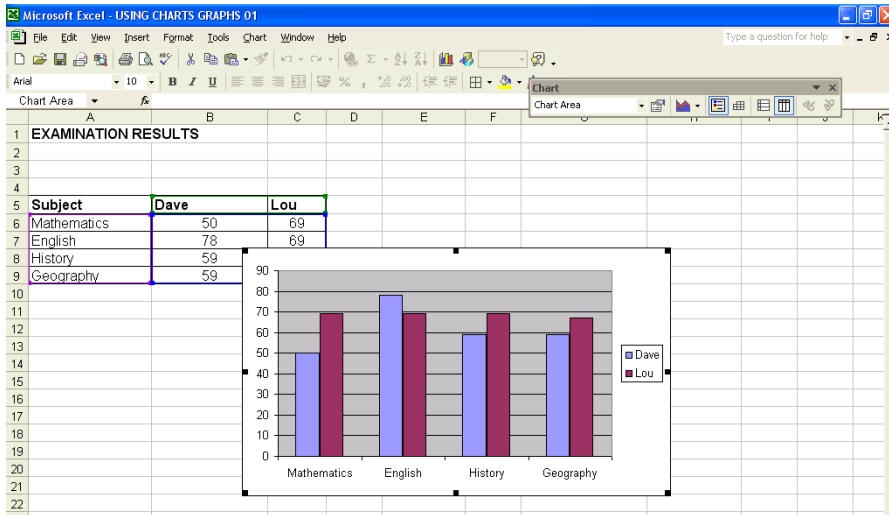 Microsoft Excel - USING CHARTS GRAPHS 01
File Edit View Insert Format Tools Chart Window Help Type a question for help
Arial 10 B I U % ,
Chart
Chart Area fx
Chart Area
A B C D E F
1 EXAMINATION RESULTS
2
3
4
5 Subject Dave Lou
6 Mathematics 50 69
7 English 78 69
8 History 59
9 Geography 59
10
11
12
13
14
15
16
17
18
19
20
21
22
90
80
70
60
50
40
30
20
10
0
Mathematics English History Geography
Dave
Lou